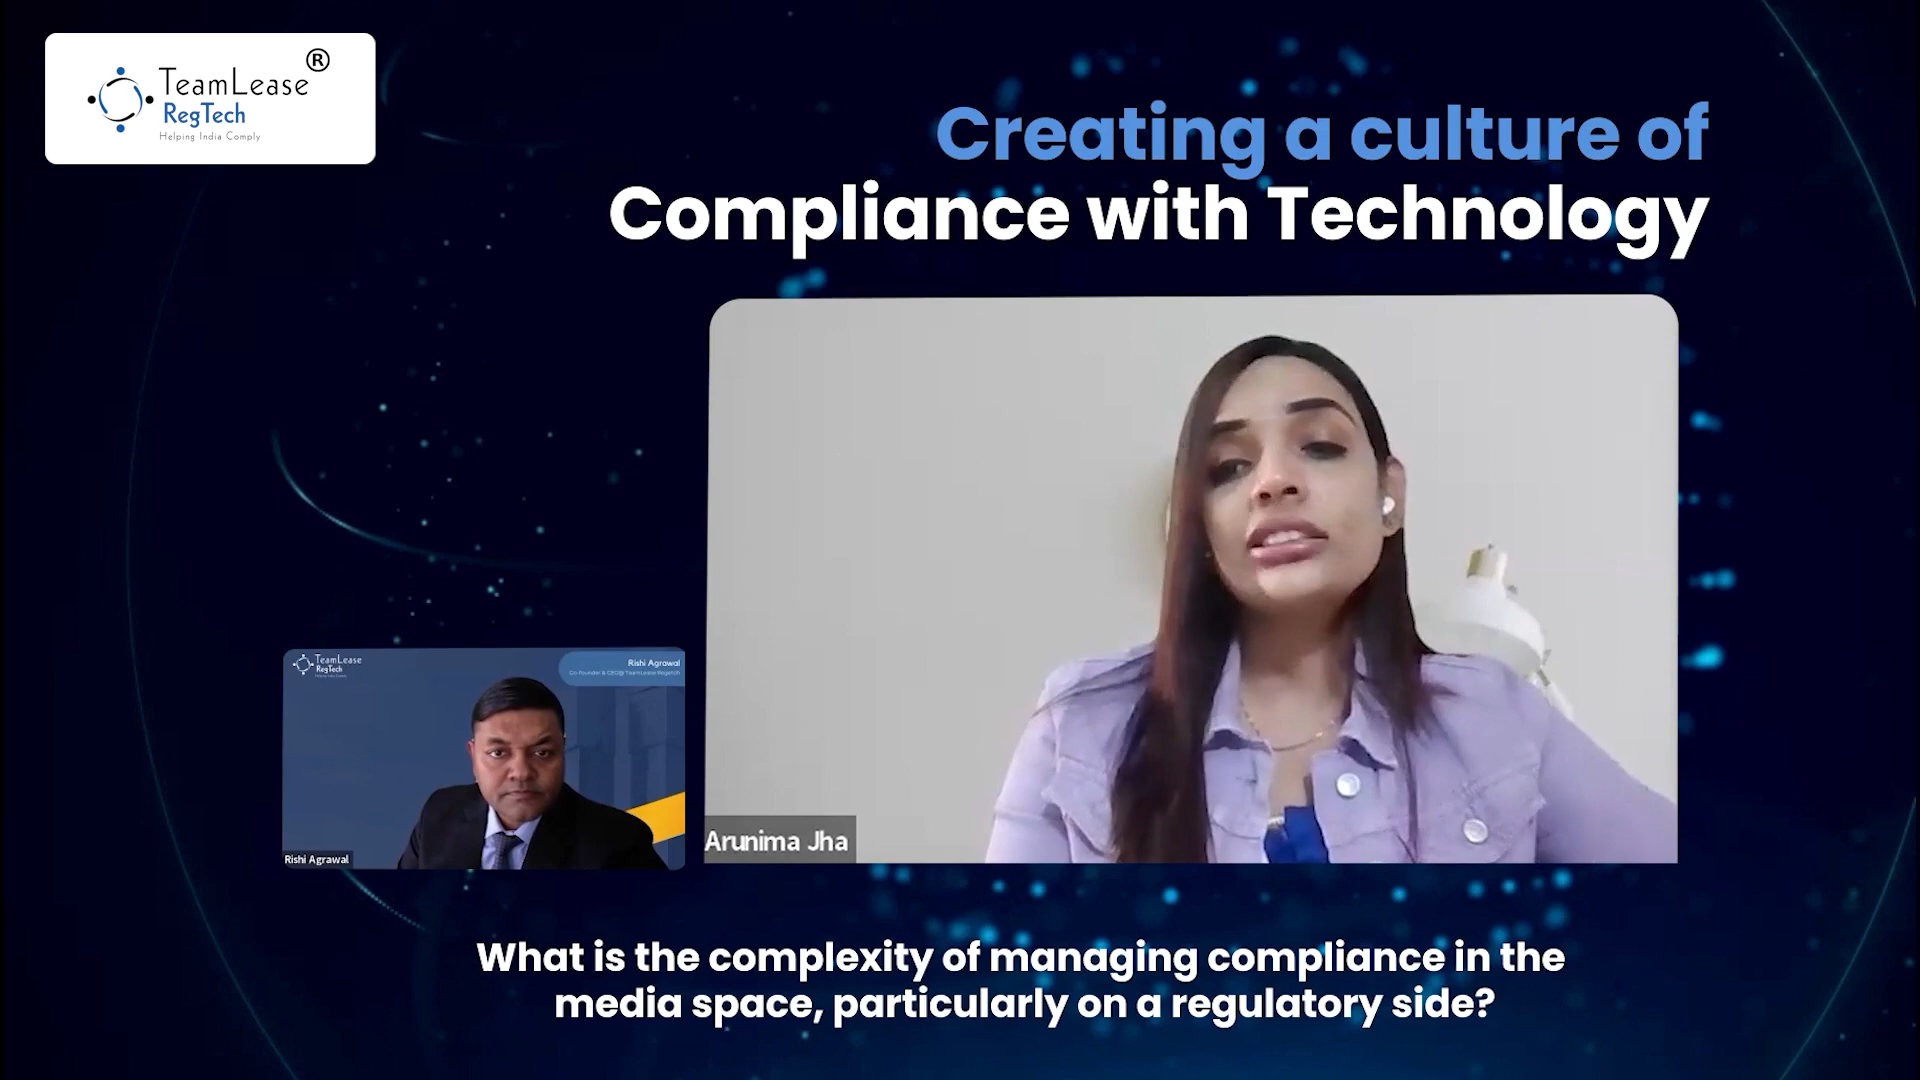 TeamLease®
RegTech
Helping India Comply
Creating a culture of
Compliance with Technology
TeamLease
RegTech
Rishi Agrawal
Rishi Agrawal
Arunima Jha
What is the complexity of managing compliance in the
media space, particularly on a regulatory side?